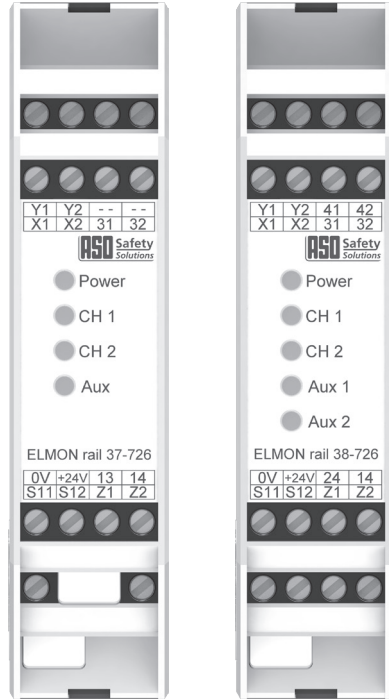 Y1 Y2 - - - -
X1 X2 31 32
ASO Safety Solutions
Power
CH 1
CH 2
Aux
ELMON rail 37-726
0V +24V 13 14
S11 S12 Z1 Z2
Y1 Y2 41 42
X1 X2 31 32
ASO Safety Solutions
Power
CH 1
CH 2
Aux 1
Aux 2
ELMON rail 38-726
0V +24V 24 14
S11 S12 Z1 Z2